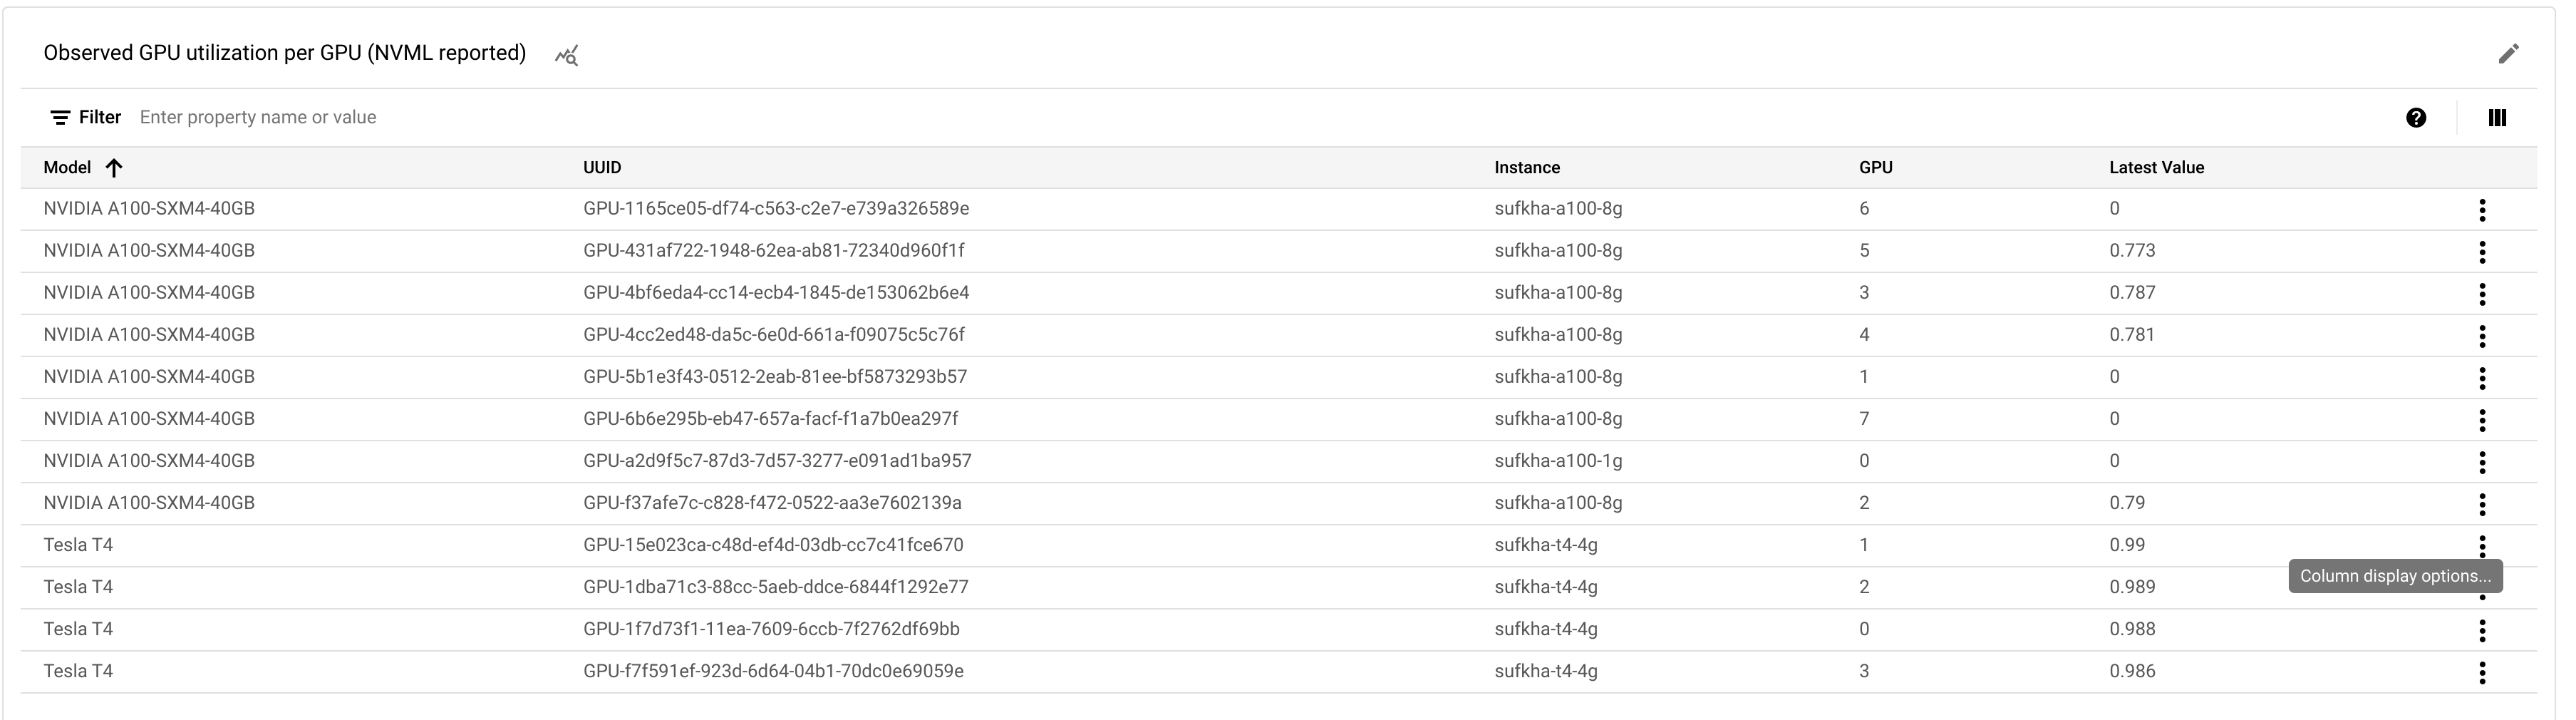 Observed GPU utilization per GPU (NVML reported)
Filter Enter property name or value
Model UUID Instance GPU Latest Value
NVIDIA A100-SXM4-40GB GPU-1165ce05-df74-c563-c2e7-e739a326589e sufkha-a100-8g 6 0
NVIDIA A100-SXM4-40GB GPU-431af722-1948-62ea-ab81-72340d960f1f sufkha-a100-8g 5 0.773
NVIDIA A100-SXM4-40GB GPU-4bf6eda4-cc14-ecb4-1845-de153062b6e4 sufkha-a100-8g 3 0.787
NVIDIA A100-SXM4-40GB GPU-4cc2ed48-da5c-6e0d-661a-f09075c5c76f sufkha-a100-8g 4 0.781
NVIDIA A100-SXM4-40GB GPU-5b1e3f43-0512-2eab-81ee-bf5873293b57 sufkha-a100-8g 1 0
NVIDIA A100-SXM4-40GB GPU-6b6e295b-eb47-657a-facf-f1a7b0ea297f sufkha-a100-8g 7 0
NVIDIA A100-SXM4-40GB GPU-a2d9f5c7-87d3-7d57-3277-e091ad1ba957 sufkha-a100-1g 0 0
NVIDIA A100-SXM4-40GB GPU-f37afe7c-c828-f472-0522-aa3e7602139a sufkha-a100-8g 2 0.79
Tesla T4 GPU-15e023ca-c48d-ef4d-03db-cc7c41fce670 sufkha-t4-4g 1 0.99
Column display options...
Tesla T4 GPU-1dba71c3-88cc-5aeb-ddce-6844f1292e77 sufkha-t4-4g 2 0.989
Tesla T4 GPU-1f7d73f1-11ea-7609-6ccb-7f2762df69bb sufkha-t4-4g 0 0.988
Tesla T4 GPU-f7f591ef-923d-6d64-04b1-70dc0e69059e sufkha-t4-4g 3 0.986